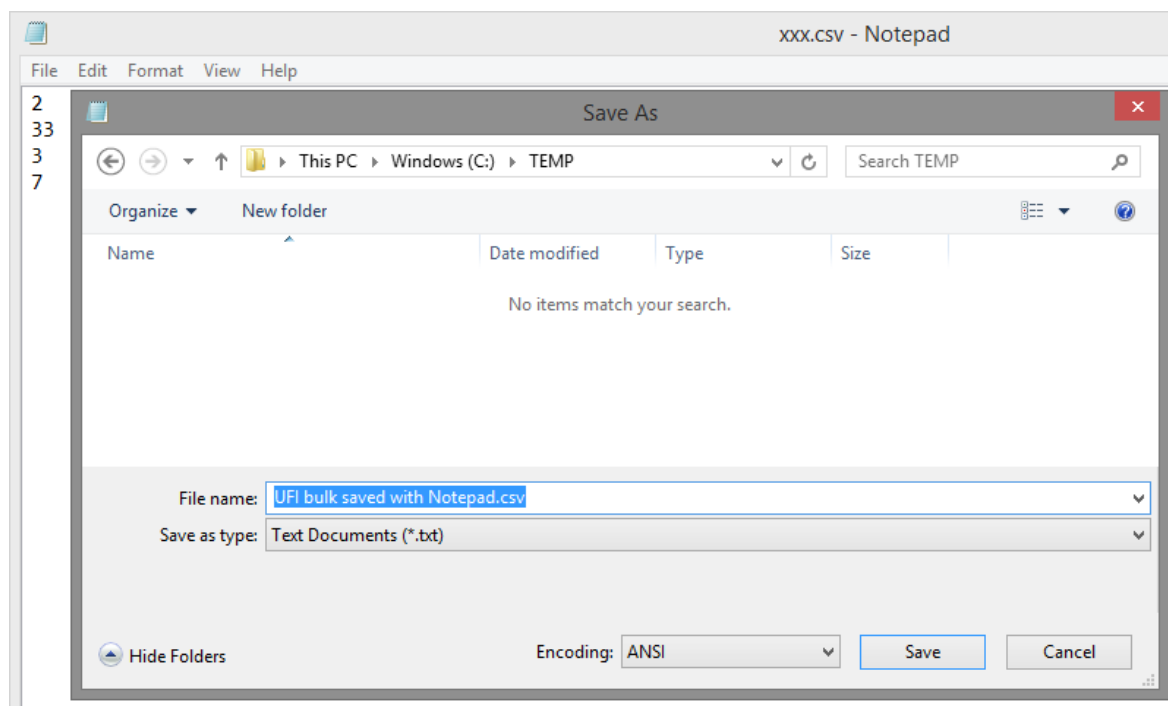 xxx.csv - Notepad
File Edit Format View Help
2
33
3
7
Save As
This PC Windows (C:) TEMP
Search TEMP
Organize New folder
Name Date modified Type Size
No items match your search.
File name: UFI bulk saved with Notepad.csv
Save as type: Text Documents (*.txt)
Hide Folders Encoding: ANSI Save Cancel